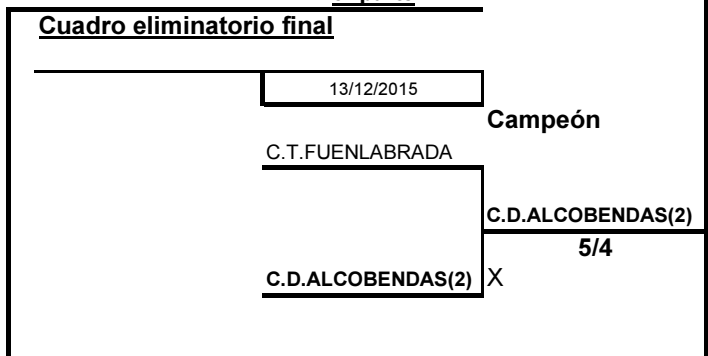 Cuadro eliminatorio final
13/12/2015
Campeón
C.T.FUENLABRADA
C.D.ALCOBENDAS(2)
5/4
C.D.ALCOBENDAS(2) X